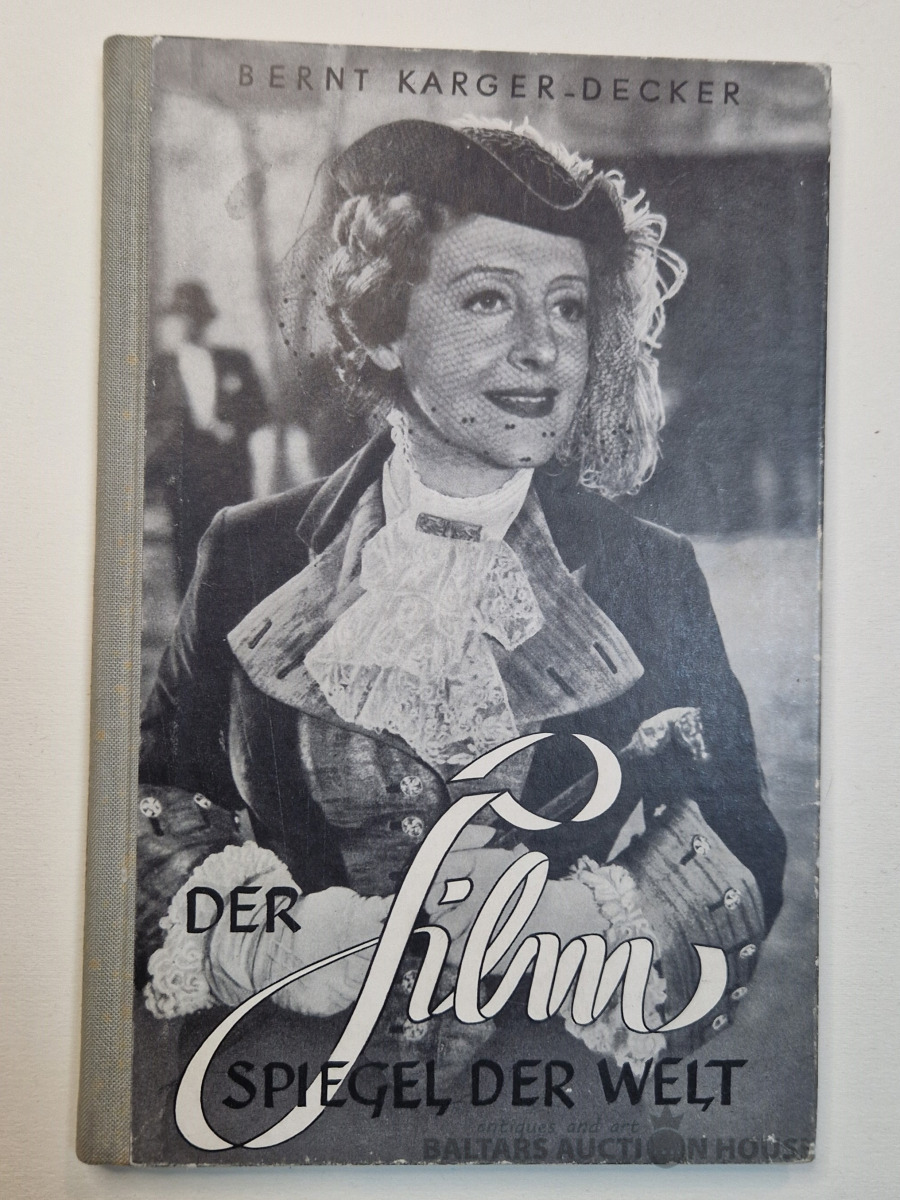 BERNT KARGER-DECKER
DER film
SPIEGEL DER WELT
antiques and art
BALTARS AUCTION HOUSE